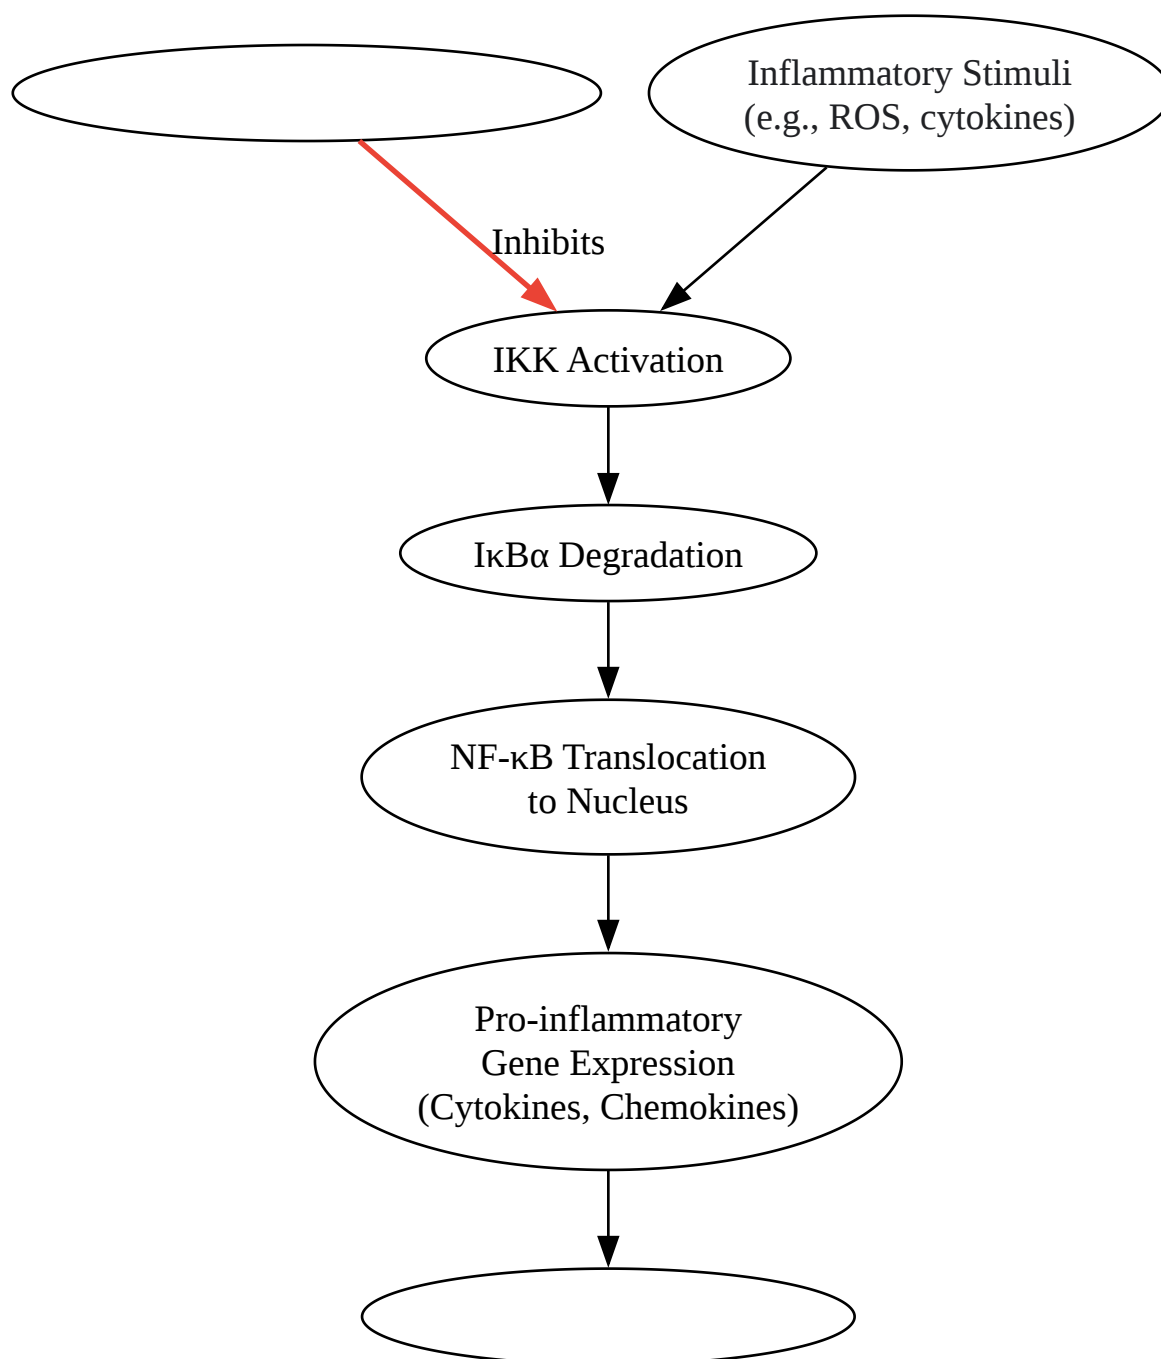 Inflammatory Stimuli
(e.g., ROS, cytokines)
Inhibits
IKK Activation
IκBα Degradation
NF-κB Translocation
to Nucleus
Pro-inflammatory
Gene Expression
(Cytokines, Chemokines)